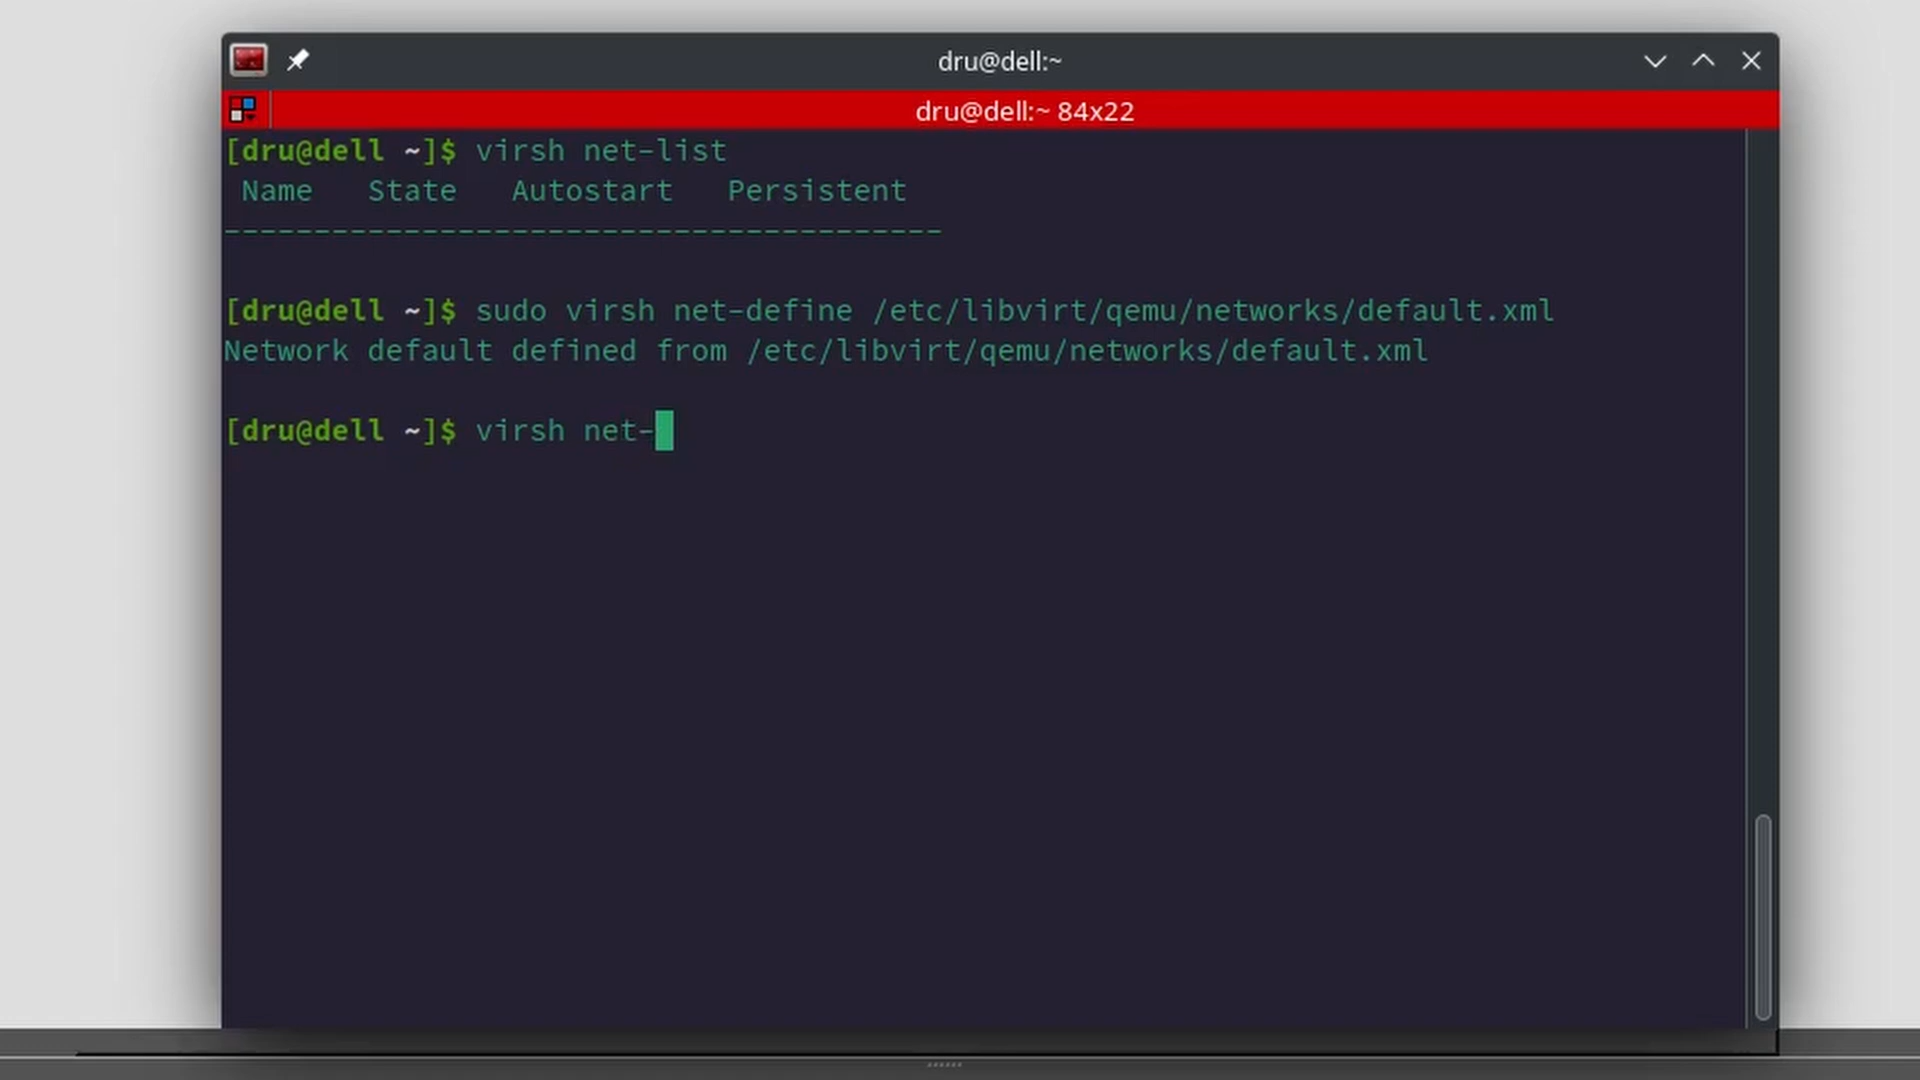 dru@dell:~
dru@dell:~ 84x22
[dru@dell ~]$ virsh net-list
Name State Autostart Persistent
----------------------------------------
[dru@dell ~]$ sudo virsh net-define /etc/libvirt/qemu/networks/default.xml
Network default defined from /etc/libvirt/qemu/networks/default.xml
[dru@dell ~]$ virsh net-